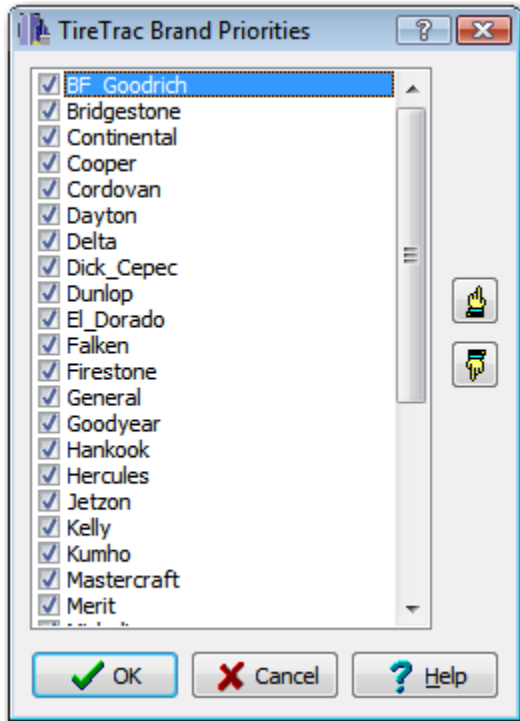 TireTrac Brand Priorities
BF_Goodrich
Bridgestone
Continental
Cooper
Cordovan
Dayton
Delta
Dick_Cepec
Dunlop
El_Dorado
Falken
Firestone
General
Goodyear
Hankook
Hercules
Jetzon
Kelly
Kumho
Mastercraft
Merit
OK Cancel Help